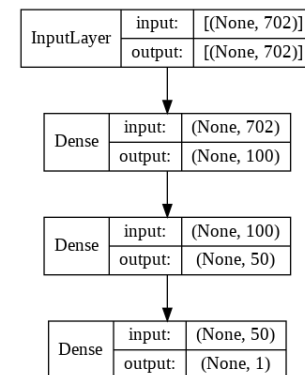 InputLayer input: [(None, 702)]
output: [(None, 702)]
Dense input: (None, 702)
output: (None, 100)
Dense input: (None, 100)
output: (None, 50)
Dense input: (None, 50)
output: (None, 1)